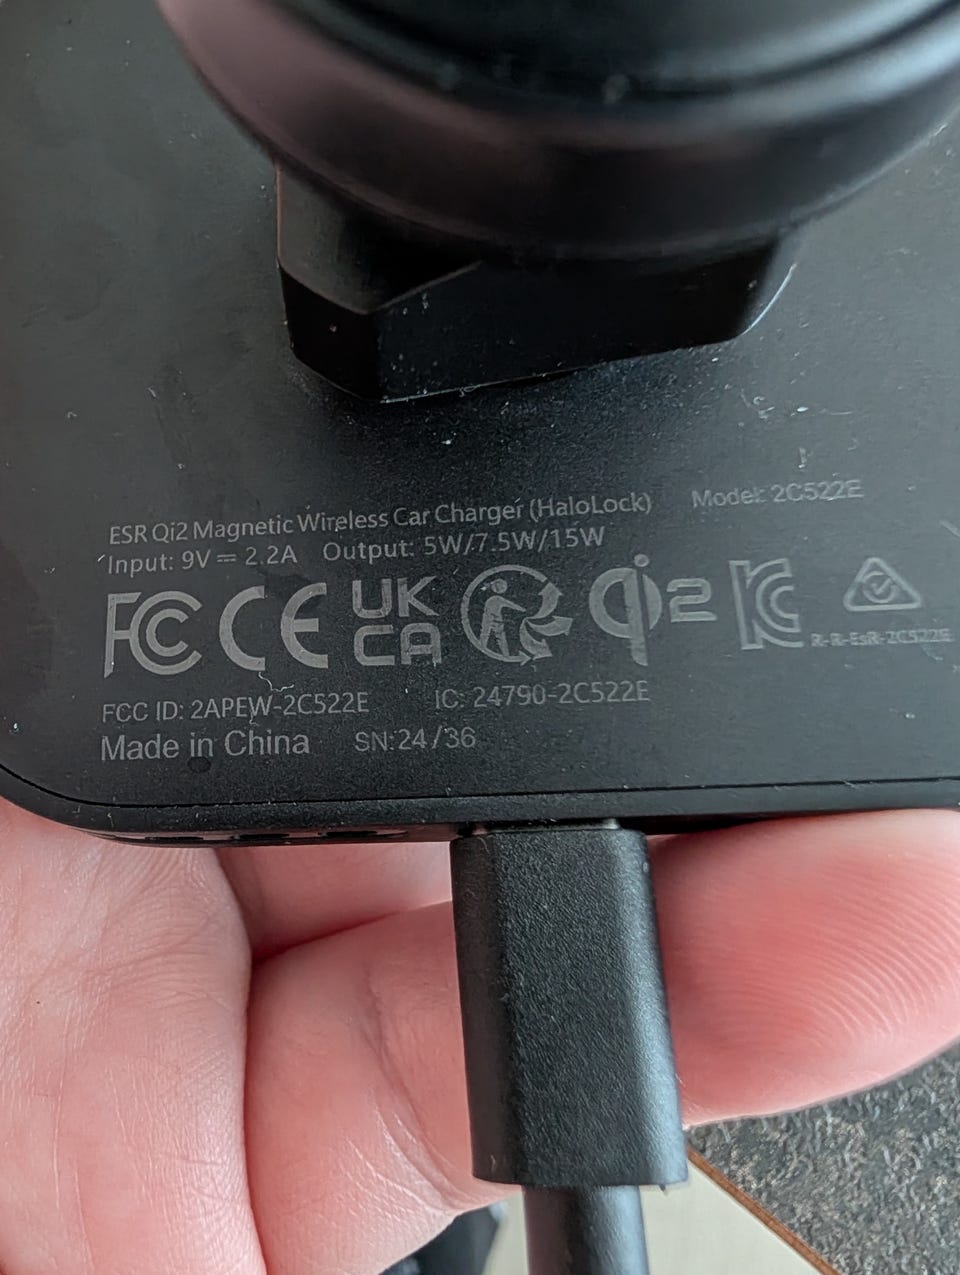 ESR Qi2 Magnetic Wireless Car Charger (HaloLock) Model: 2C522E
Input: 9V⎓2.2A Output: 5W/7.5W/15W
FC CE UK CA Qi2 KC
R-R-EsR-2C522E
FCC ID: 2APEW-2C522E IC: 24790-2C522E
Made in China SN:24/36